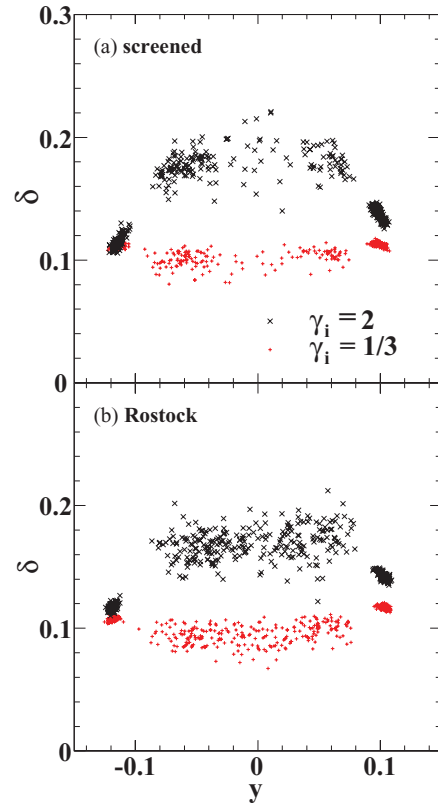 0.3
(a) screened
0.2
δ
0.1
γi = 2
γi = 1/3
0
(b) Rostock
0.2
δ
0.1
0
-0.1 0 0.1
y